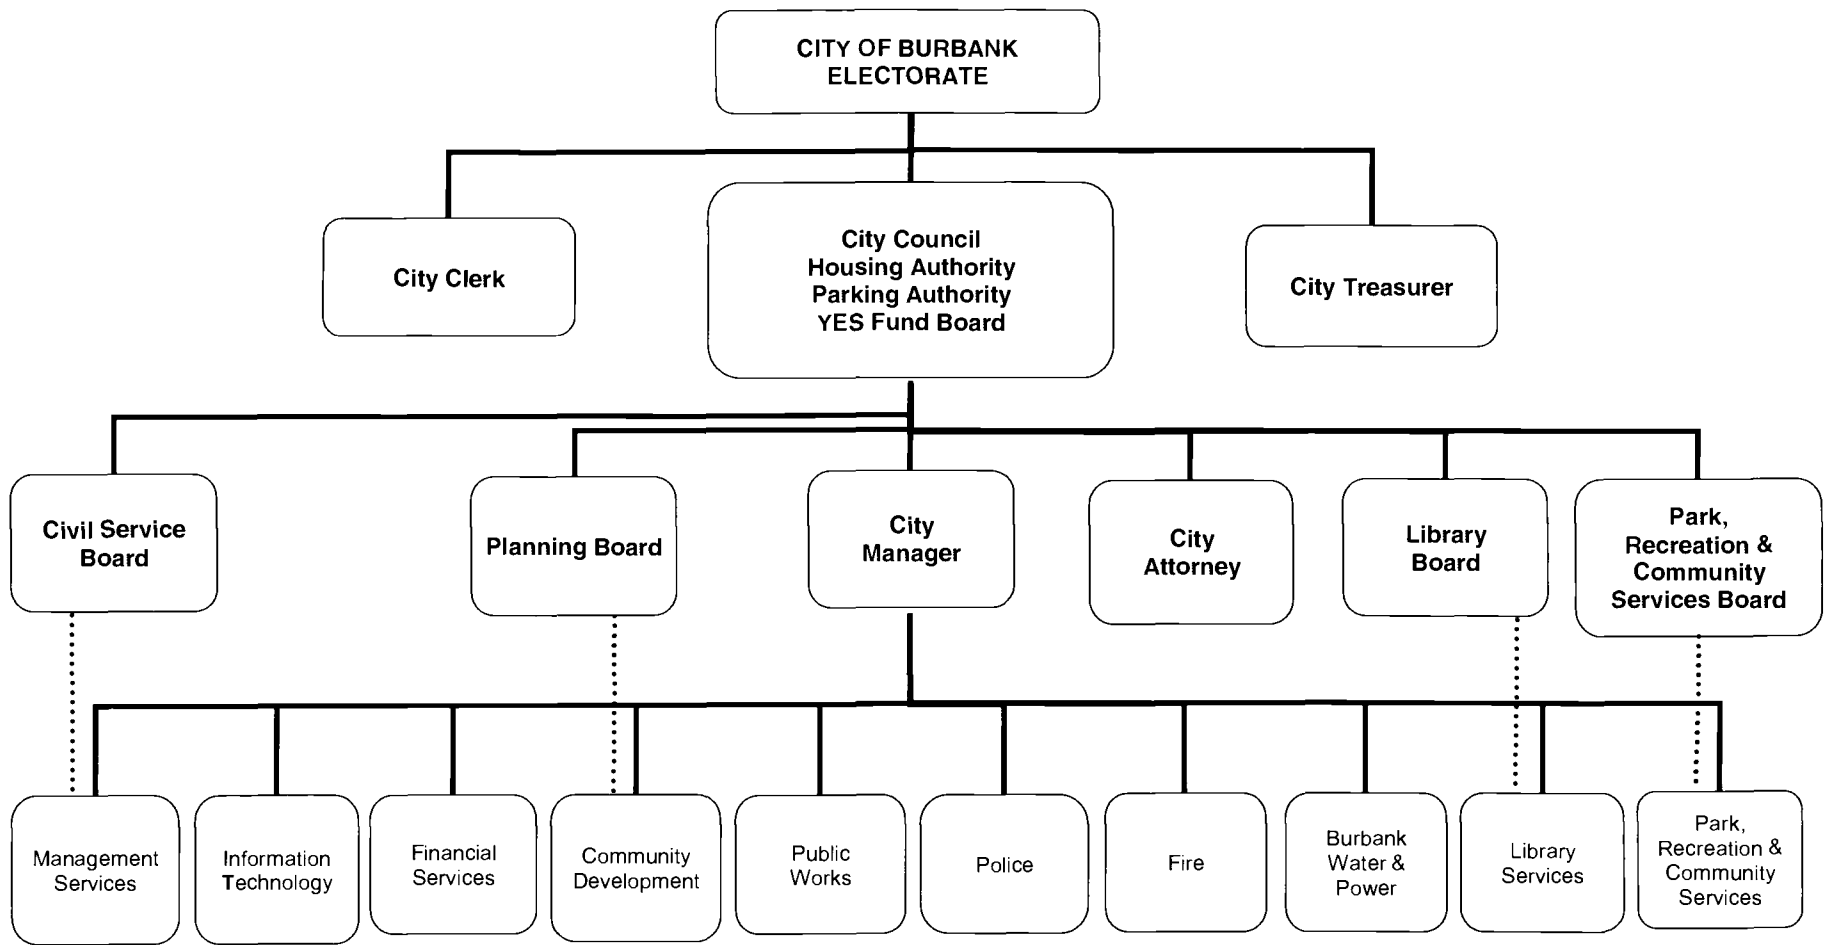 CITY OF BURBANK
ELECTORATE
City Clerk
City Council
Housing Authority
Parking Authority
YES Fund Board
City Treasurer
Civil Service
Board
Planning Board
City
Manager
City
Attorney
Library
Board
Park,
Recreation &
Community
Services Board
Management
Services
Information
Technology
Financial
Services
Community
Development
Public
Works
Police
Fire
Burbank
Water &
Power
Library
Services
Park,
Recreation &
Community
Services